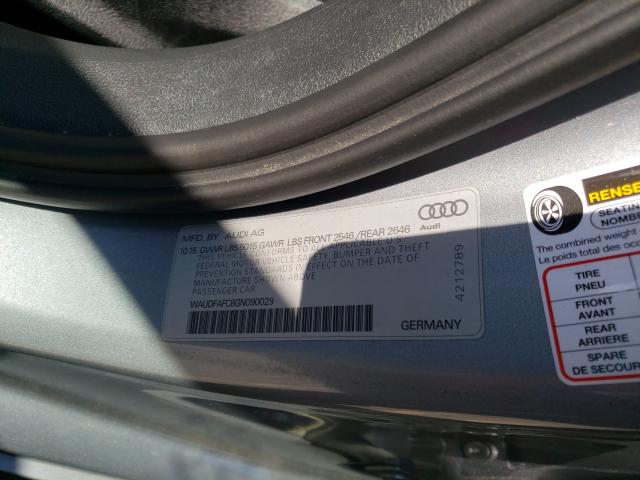 MFD. BY AUDI AG
10/15 GVWR LBS 5015 GAWR LBS FRONT 2546 /REAR 2646
THIS VEHICLE CONFORMS TO ALL APPLICABLE U.S
FEDERAL MOTOR VEHICLE SAFETY, BUMPER AND THEFT
PREVENTION STANDARDS IN EFFECT ON THE DATE OF
MANUFACTURE SHOWN ABOVE
PASSENGER CAR
WAUDFAFC8GN090029
GERMANY
Audi
4212789
SEATIN
NOMBR
The combined weight
Le poids total des
TIRE
PNEU
FRONT
AVANT
REAR
ARRIERE
SPARE
DE SECOUR